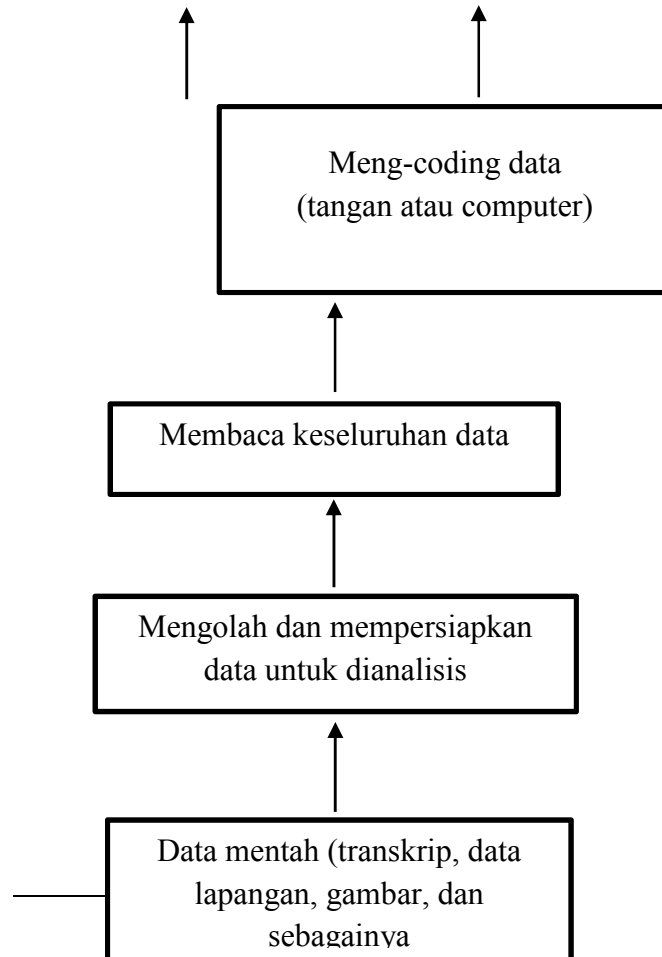 Meng-coding data
(tangan atau computer)
Membaca keseluruhan data
Mengolah dan mempersiapkan
data untuk dianalisis
Data mentah (transkrip, data
lapangan, gambar, dan
sebagainya